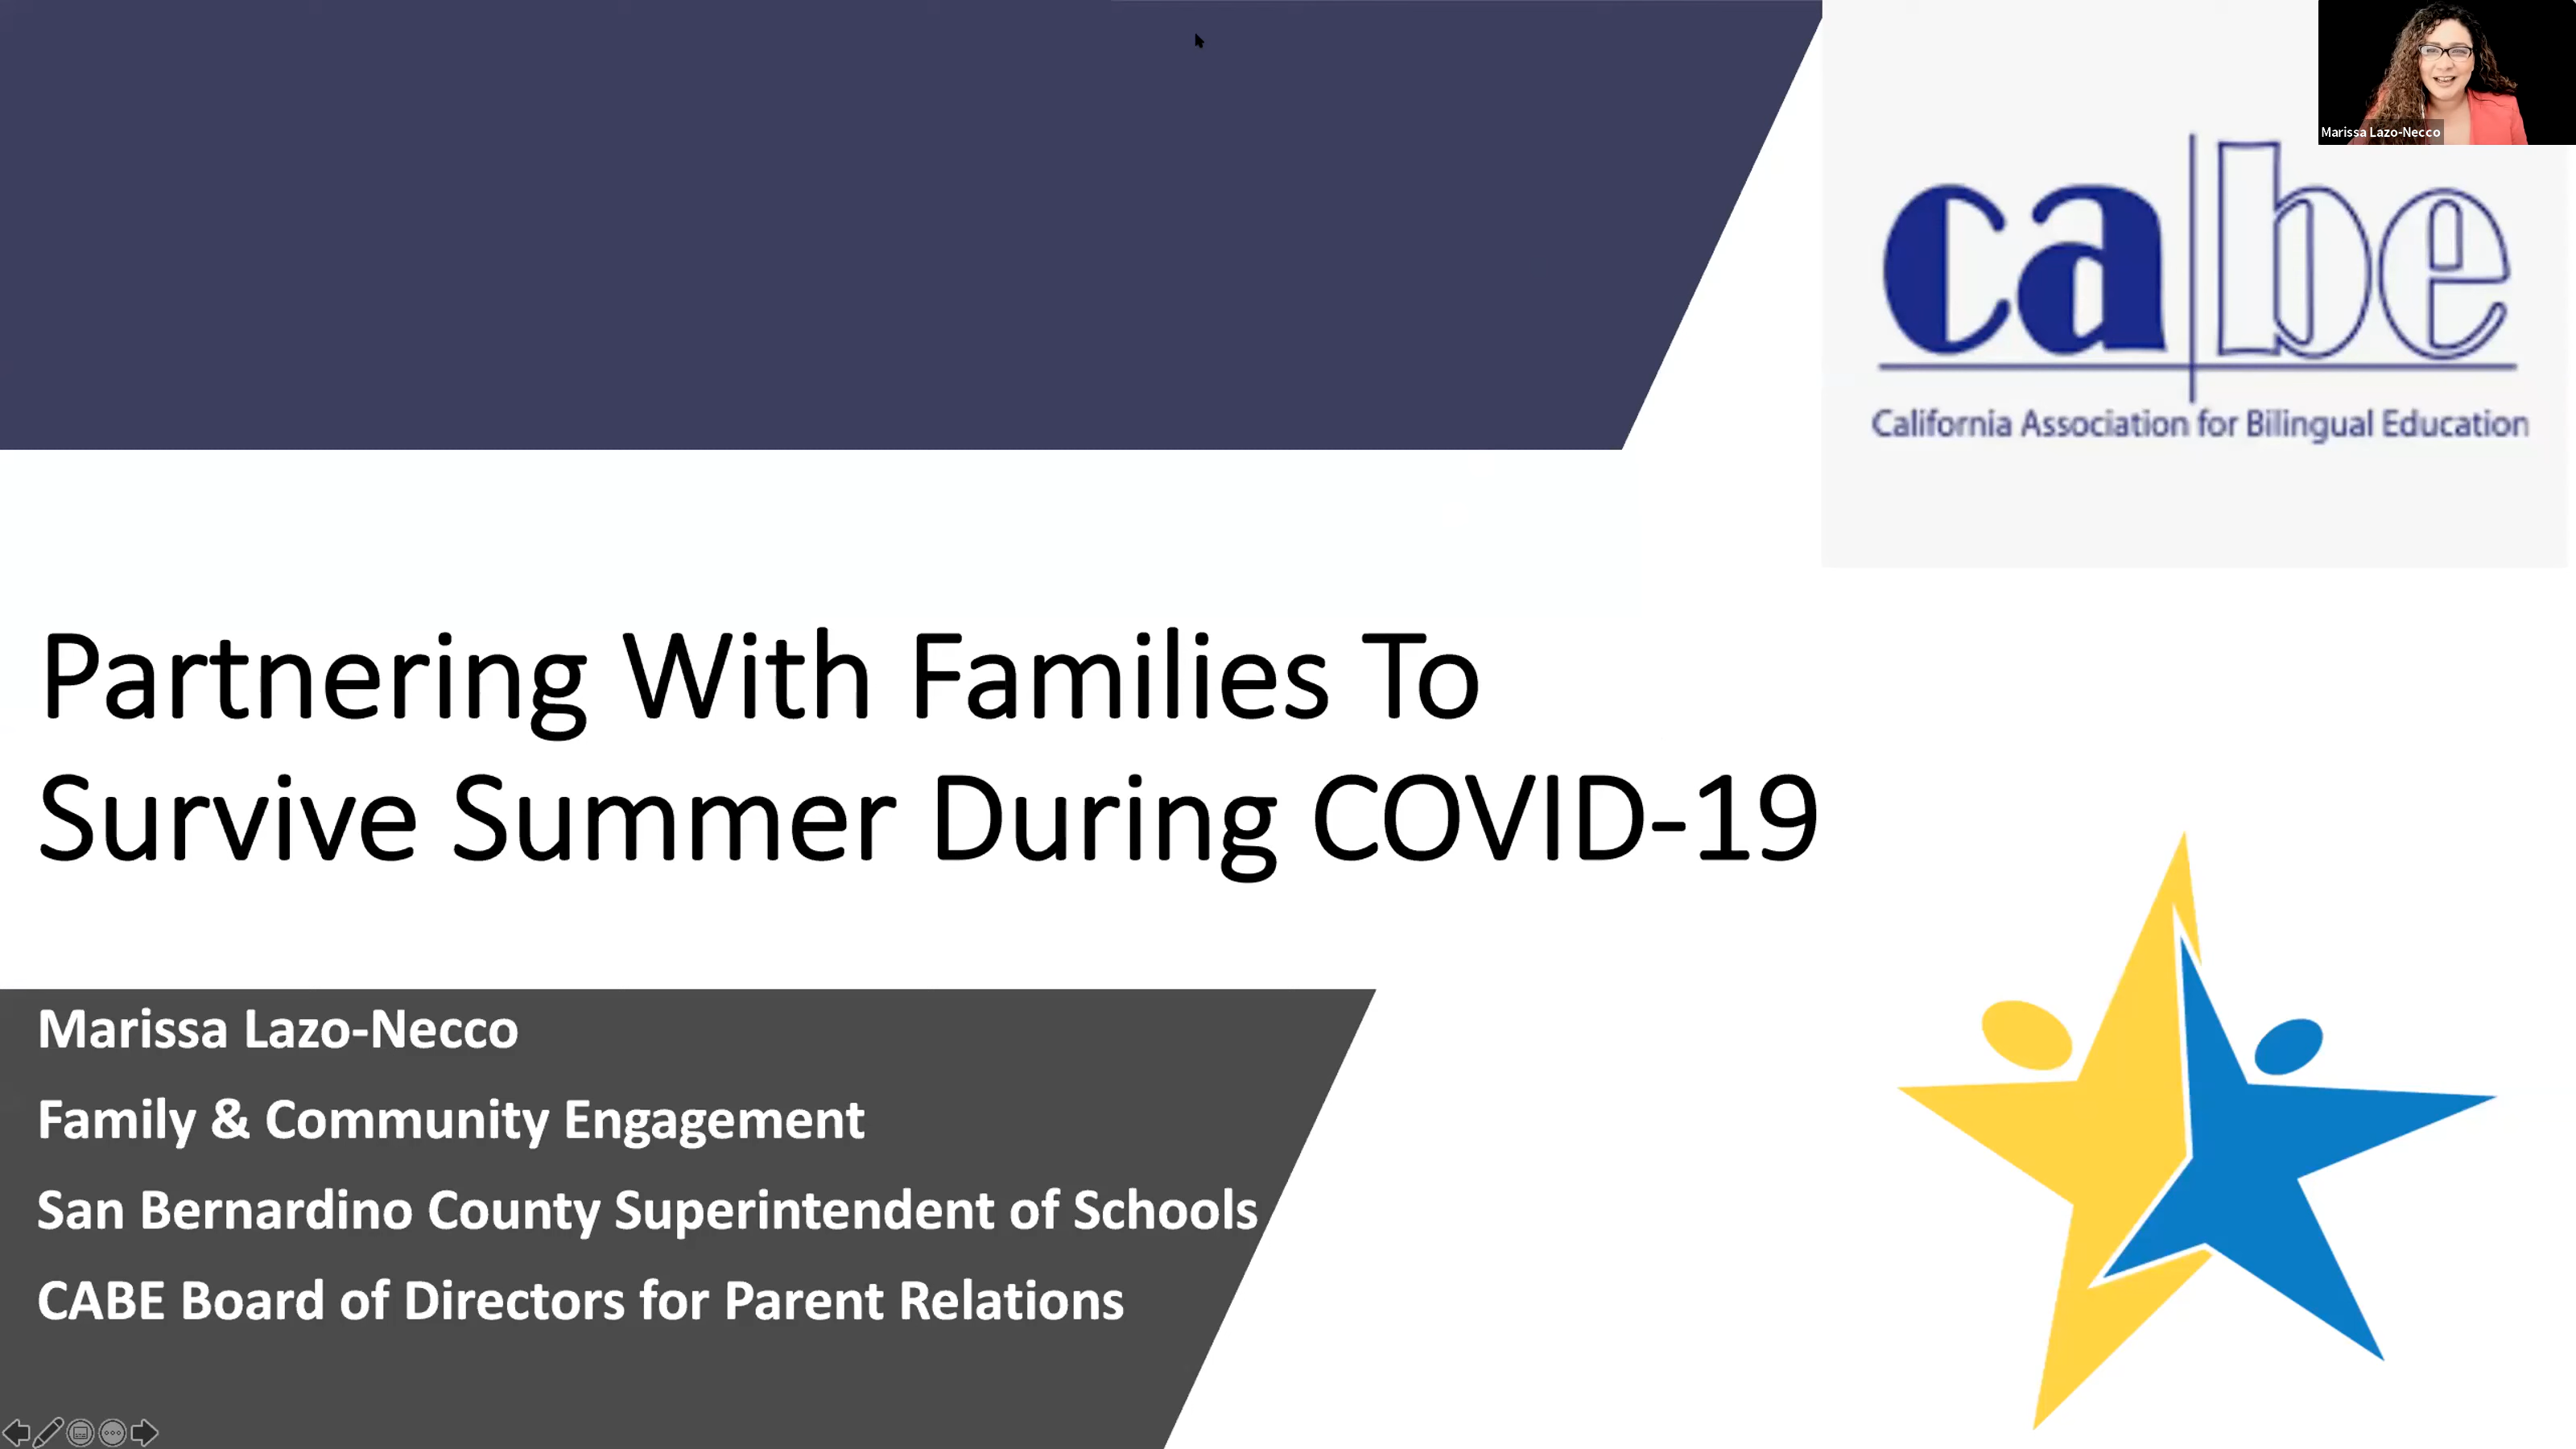 Marissa Lazo-Necco
ca be
California Association for Bilingual Education
Partnering With Families To
Survive Summer During COVID-19
Marissa Lazo-Necco
Family & Community Engagement
San Bernardino County Superintendent of Schools
CABE Board of Directors for Parent Relations